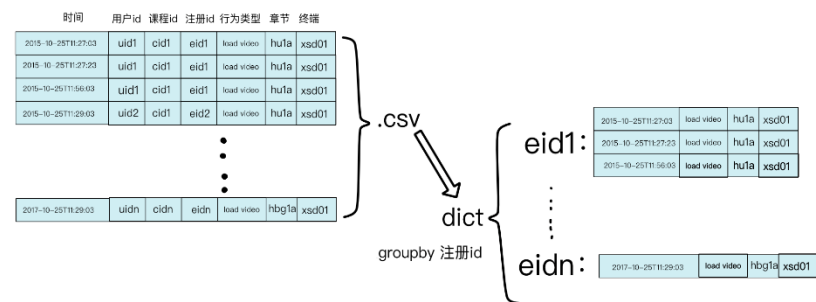 时间 用户id 课程id 注册id 行为类型 章节 终端
2015-10-25T11:27:03 uid1 cid1 eid1 load video hu1a xsd01
2015-10-25T11:27:23 uid1 cid1 eid1 load video hu1a xsd01
2015-10-25T11:56:03 uid1 cid1 eid1 load video hu1a xsd01
2015-10-25T11:29:03 uid2 cid1 eid2 load video hu1a xsd01
2017-10-25T11:29:03 uidn cidn eidn load video hbg1a xsd01
.csv
dict
groupby 注册id
eid1:
2015-10-25T11:27:03 load video hu1a xsd01
2015-10-25T11:27:23 load video hu1a xsd01
2015-10-25T11:56:03 load video hu1a xsd01
eidn:
2017-10-25T11:29:03 load video hbg1a xsd01